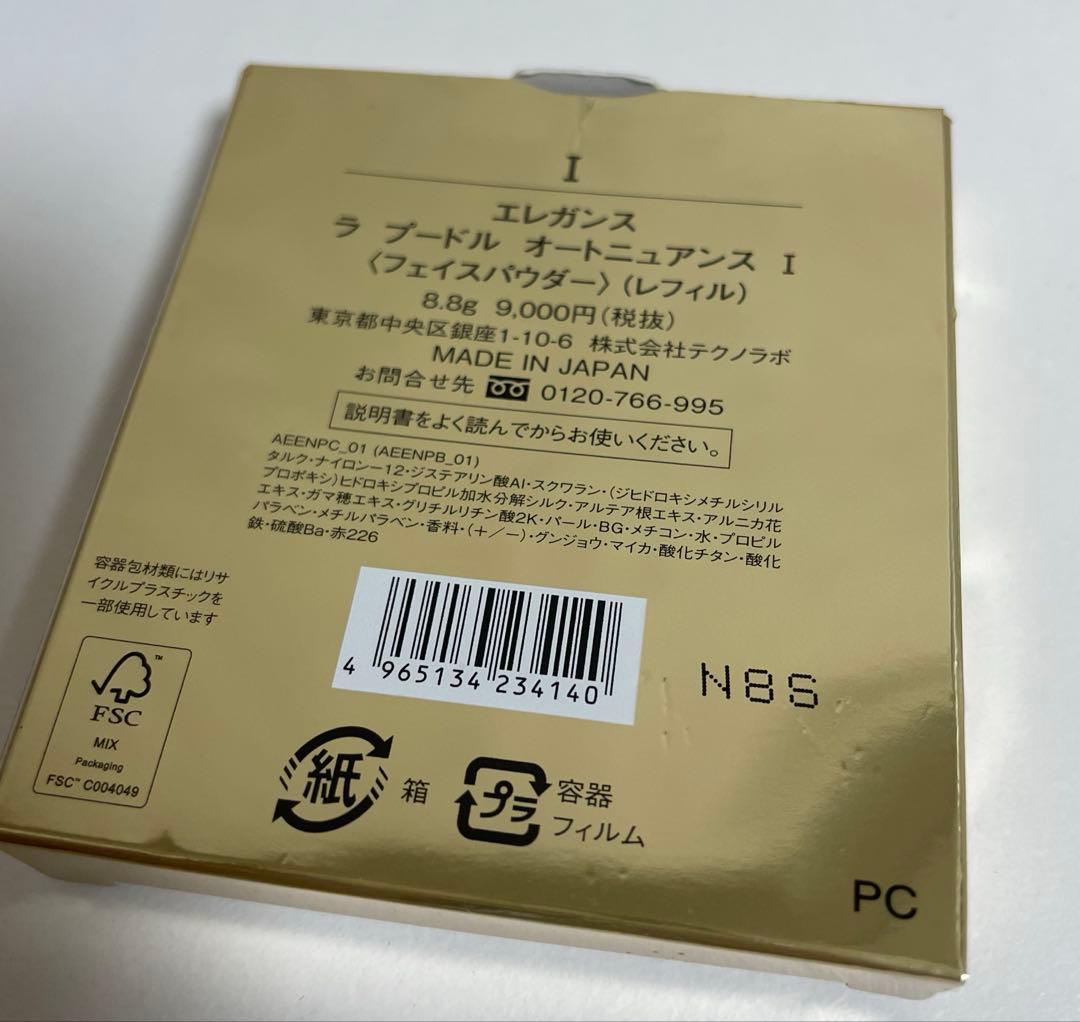 I
エレガンス
ラ プードル オートニュアンス I
〈フェイスパウダー〉(レフィル)
8.8g 9,000円(税抜)
東京都中央区銀座1-10-6 株式会社テクノラボ
MADE IN JAPAN
お問合せ先 0120-766-995
説明書をよく読んでからお使いください。
AEENPC_01 (AEENPB_01)
タルク・ナイロン－12・ジステアリン酸Al・スクワラン・(ジヒドロキシメチルシリル
プロポキシ)ヒドロキシプロピル加水分解シルク・アルテア根エキス・アルニカ花
エキス・ガマ穂エキス・グリチルリチン酸2K・パール・BG・メチコン・水・プロピル
パラベン・メチルパラベン・香料・(＋／－)・グンジョウ・マイカ・酸化チタン・酸化
鉄・硫酸Ba・赤226
容器包材類にはリサ
イクルプラスチックを
一部使用しています
FSC
MIX
Packaging
FSC™ C004049
4 965134 234140
N8S
紙 箱
プラ 容器
フィルム
PC